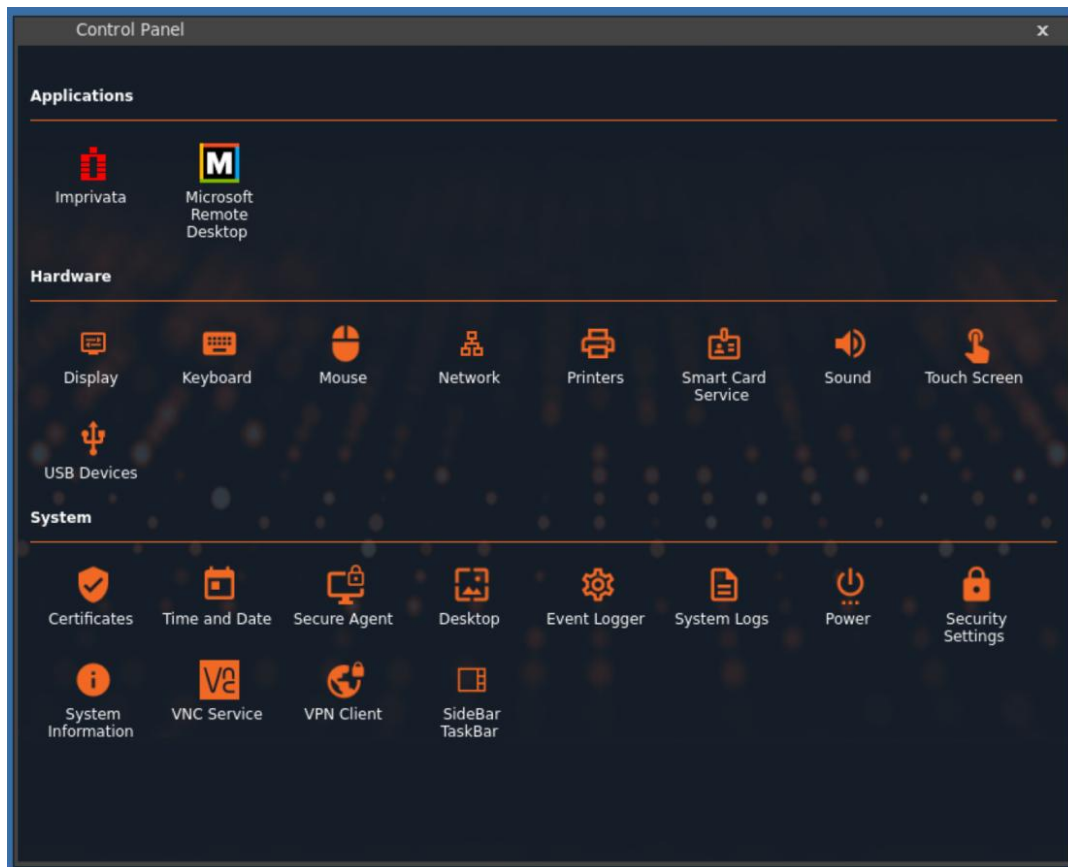 Control Panel x
Applications
Imprivata Microsoft
Remote
Desktop
Hardware
Display Keyboard Mouse Network Printers Smart Card Sound Touch Screen
Service
USB Devices
System
Certificates Time and Date Secure Agent Desktop Event Logger System Logs Power Security
Settings
System VNC Service VPN Client SideBar
Information TaskBar